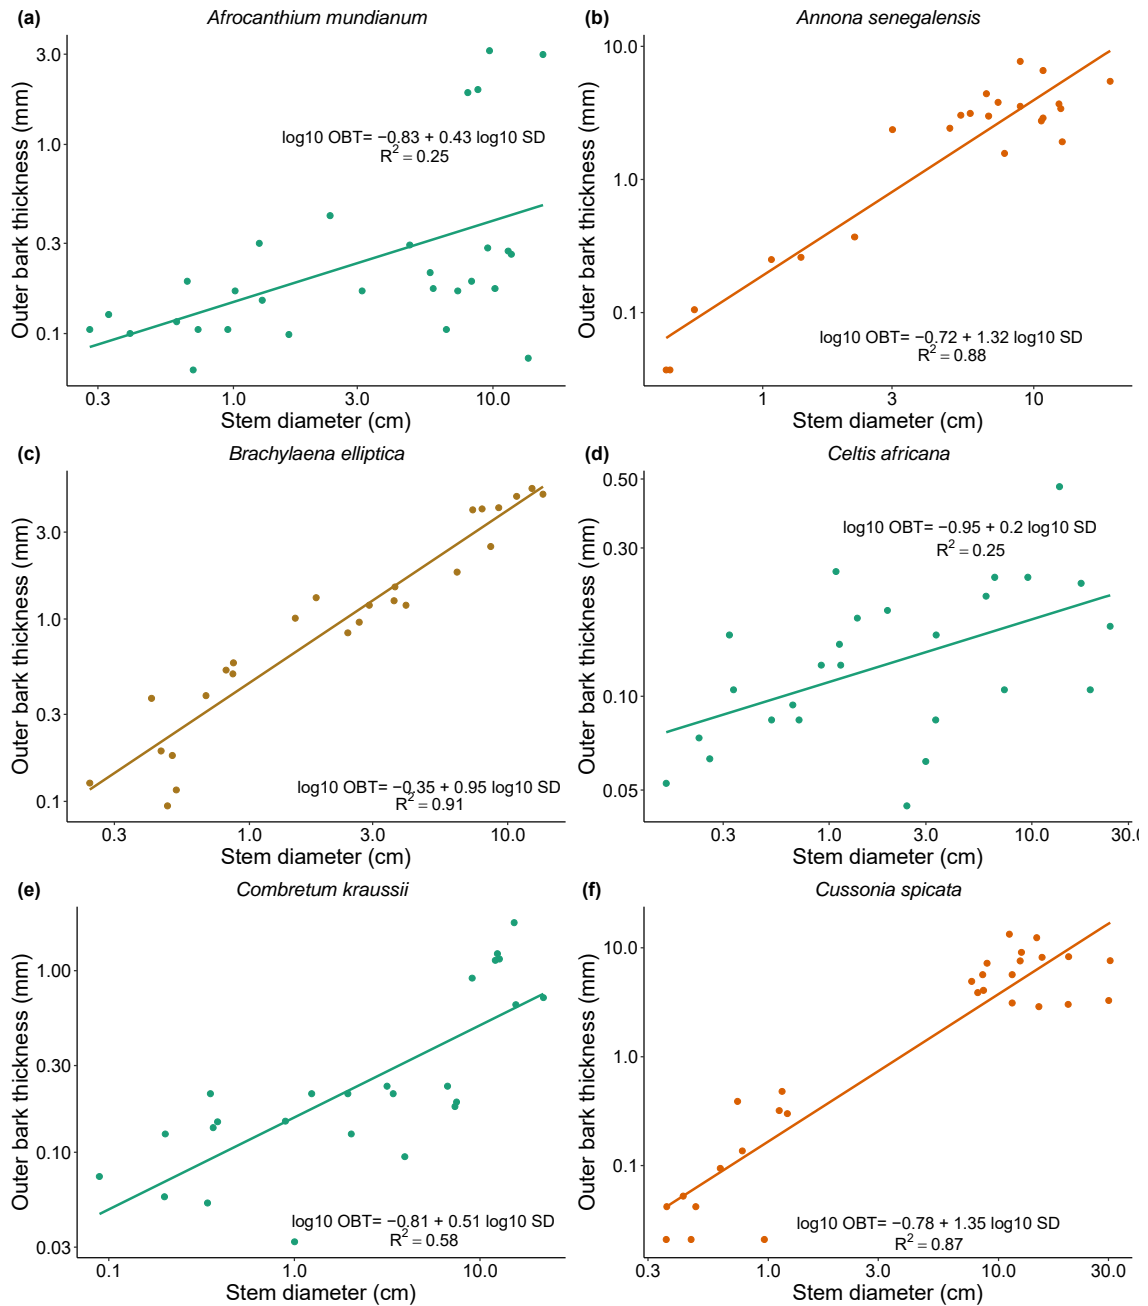 (a) Afrocanthium mundianum
3.0
1.0
0.3
0.1
Outer bark thickness (mm)
log10 OBT= −0.83 + 0.43 log10 SD
R² = 0.25
0.3 1.0 3.0 10.0
Stem diameter (cm)
(b) Annona senegalensis
10.0
1.0
0.1
Outer bark thickness (mm)
log10 OBT= −0.72 + 1.32 log10 SD
R² = 0.88
1 3 10
Stem diameter (cm)
(c) Brachylaena elliptica
3.0
1.0
0.3
0.1
Outer bark thickness (mm)
log10 OBT= −0.35 + 0.95 log10 SD
R² = 0.91
0.3 1.0 3.0 10.0
Stem diameter (cm)
(d) Celtis africana
0.50
0.30
0.10
0.05
Outer bark thickness (mm)
log10 OBT= −0.95 + 0.2 log10 SD
R² = 0.25
0.3 1.0 3.0 10.0 30.0
Stem diameter (cm)
(e) Combretum kraussii
1.00
0.30
0.10
0.03
Outer bark thickness (mm)
log10 OBT= −0.81 + 0.51 log10 SD
R² = 0.58
0.1 1.0 10.0
Stem diameter (cm)
(f) Cussonia spicata
10.0
1.0
0.1
Outer bark thickness (mm)
log10 OBT= −0.78 + 1.35 log10 SD
R² = 0.87
0.3 1.0 3.0 10.0 30.0
Stem diameter (cm)